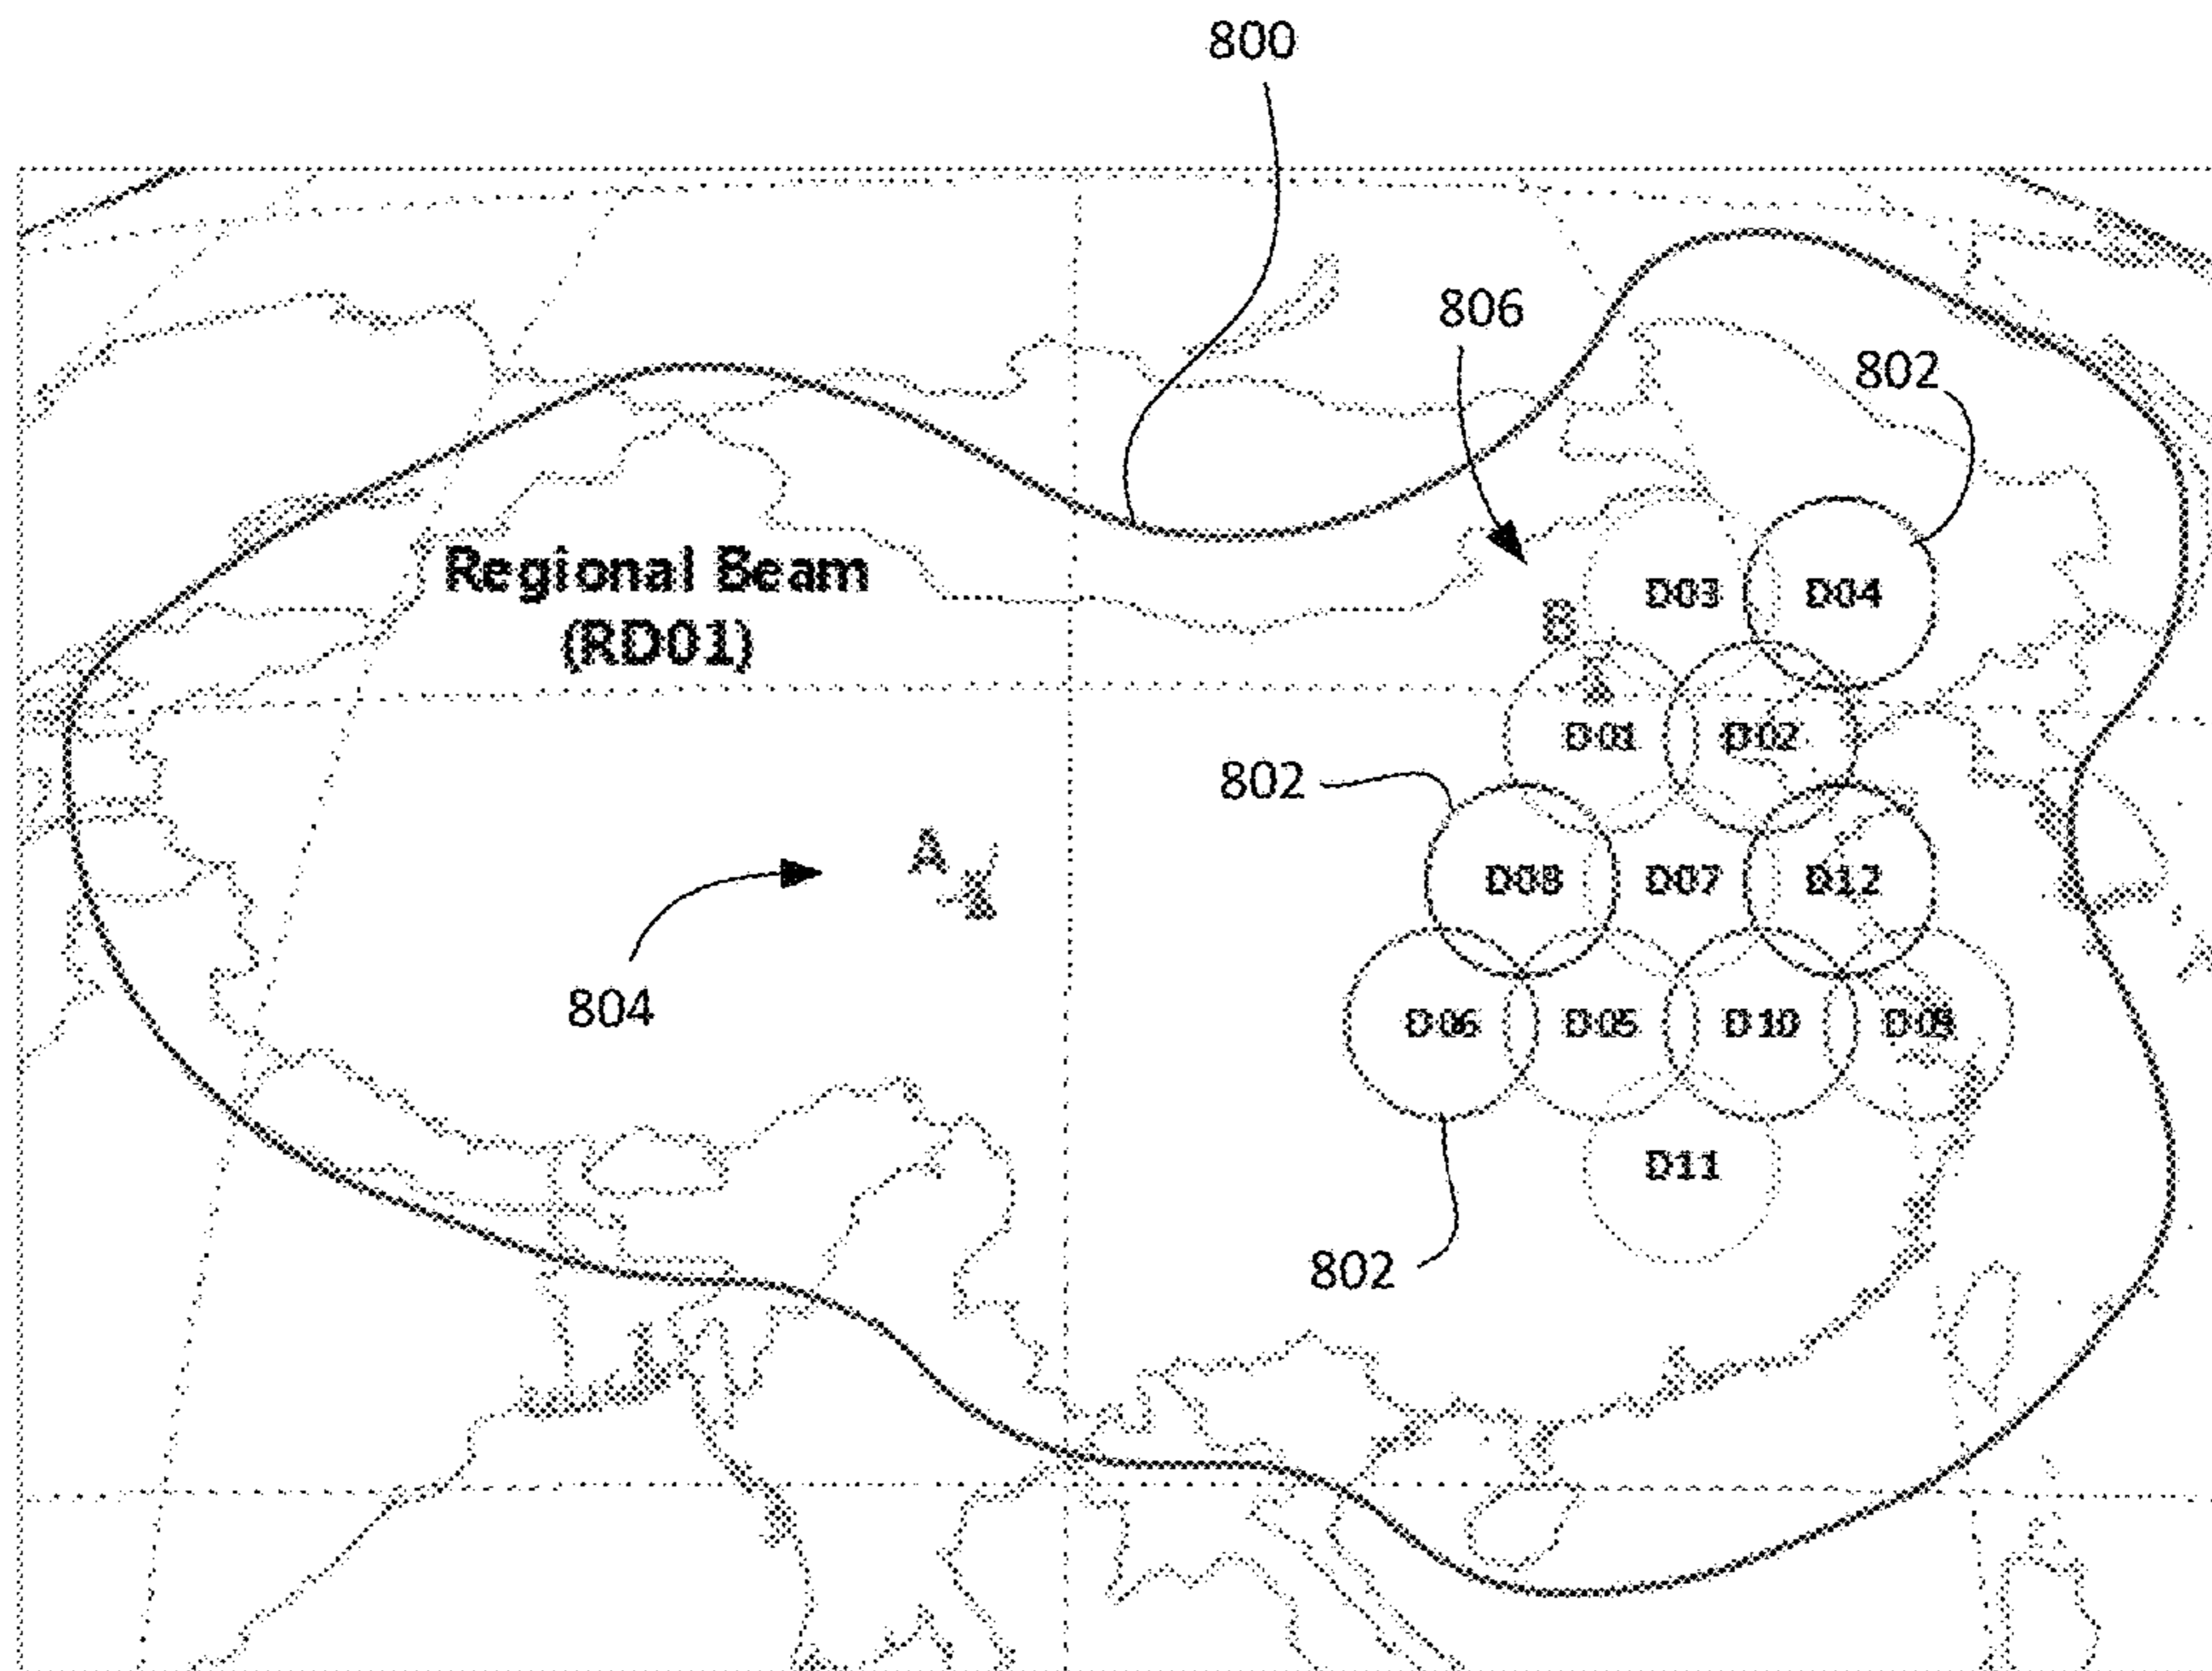 800
806
802
Regional Beam
(RD01)
D03
D04
B
D01
D02
802
A
D08
D07
D12
804
D06
D05
D10
D09
D11
802